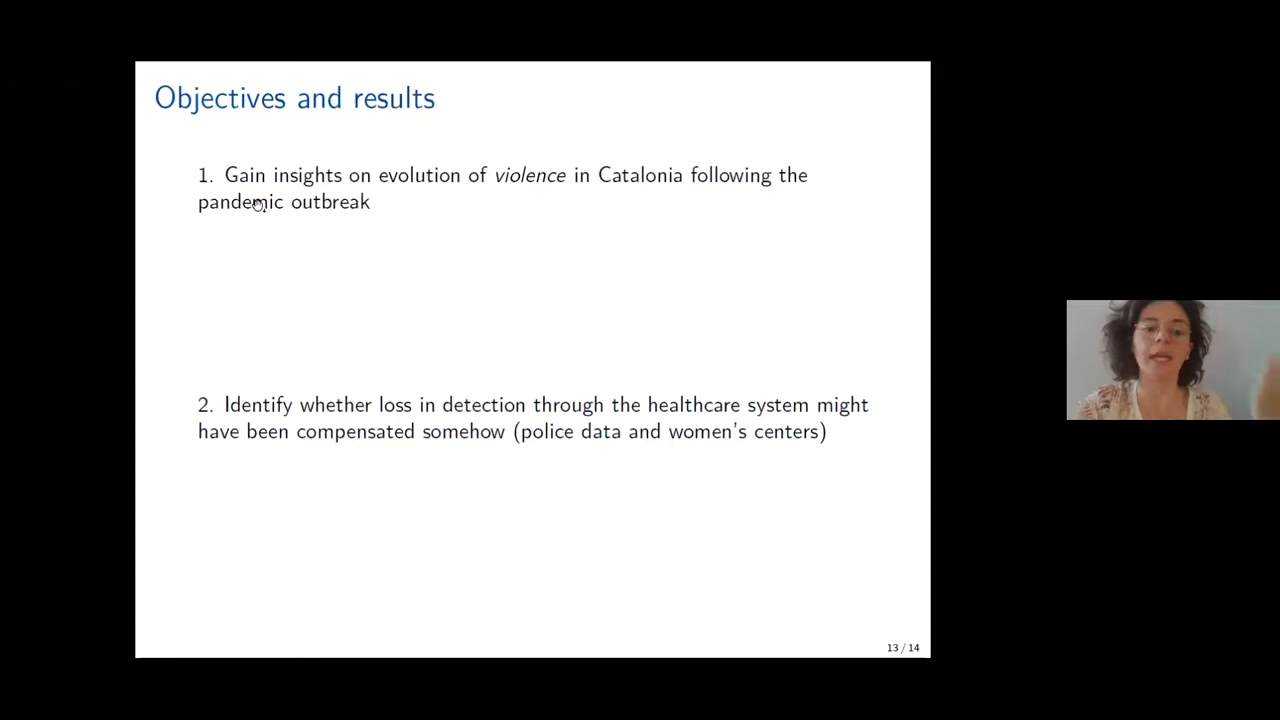 Objectives and results
1. Gain insights on evolution of violence in Catalonia following the
pandemic outbreak
2. Identify whether loss in detection through the healthcare system might
have been compensated somehow (police data and women's centers)
13 / 14